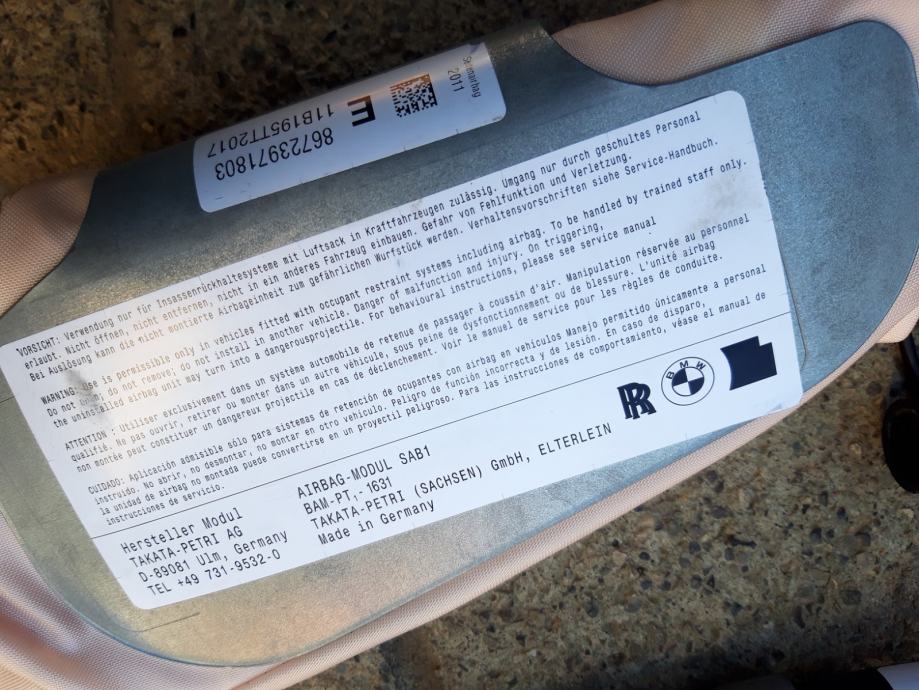 Seitenairbag
2011
E
11B195TT2017
86723971803
VORSICHT: Verwendung nur für Insassenrückhaltesysteme mit Luftsack in Kraftfahrzeugen zulässig. Umgang nur durch geschultes Personal
erlaubt. Nicht öffnen, nicht entfernen, nicht in ein anderes Fahrzeug einbauen. Gefahr von Fehlfunktion und Verletzung.
Bei Auslösung kann die nicht montierte Airbageinheit zum gefährlichen Wurfstück werden. Verhaltensvorschriften siehe Service-Handbuch.
WARNING: Use is permissible only in vehicles fitted with occupant restraint systems including airbag. To be handled by trained staff only.
Do not open; do not remove; do not install in another vehicle. Danger of malfunction and injury. On triggering,
the uninstalled airbag unit may turn into a dangerousprojectile. For behavioural instructions, please see service manual
ATTENTION : Utiliser exclusivement dans un système automobile de retenue de passager à coussin d'air. Manipulation réservée au personnel
qualifié. Ne pas ouvrir, retirer ou monter dans un autre véhicule, sous peine de dysfonctionnement ou de blessure. L'unité airbag
non montée peut constituer un dangereux projectile en cas de déclenchement. Voir le manuel de service pour les règles de conduite.
CUIDADO: Aplicación admisible sólo para sistemas de retención de ocupantes con airbag en vehículos Manejo permitido únicamente a personal
instruido. No abrir, no desmontar, no montar en otro vehículo. Peligro de función incorrecta y de lesión. En caso de disparo,
la unidad de airbag no montada puede convertirse en un proyectil peligroso. Para las instrucciones de comportamiento, véase el manual de
instrucciones de servicio.
Hersteller Modul
TAKATA-PETRI AG
D-89081 Ulm, Germany
TEL +49 731-9532-0
AIRBAG-MODUL SAB1
BAM-PT.-1631
TAKATA-PETRI (SACHSEN) GmbH, ELTERLEIN
Made in Germany
RR
BMW